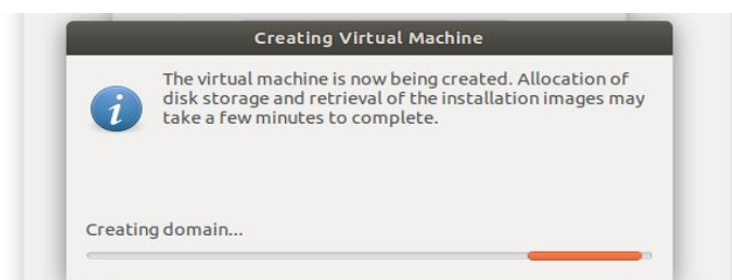 Creating Virtual Machine
The virtual machine is now being created. Allocation of
disk storage and retrieval of the installation images may
take a few minutes to complete.
Creating domain...